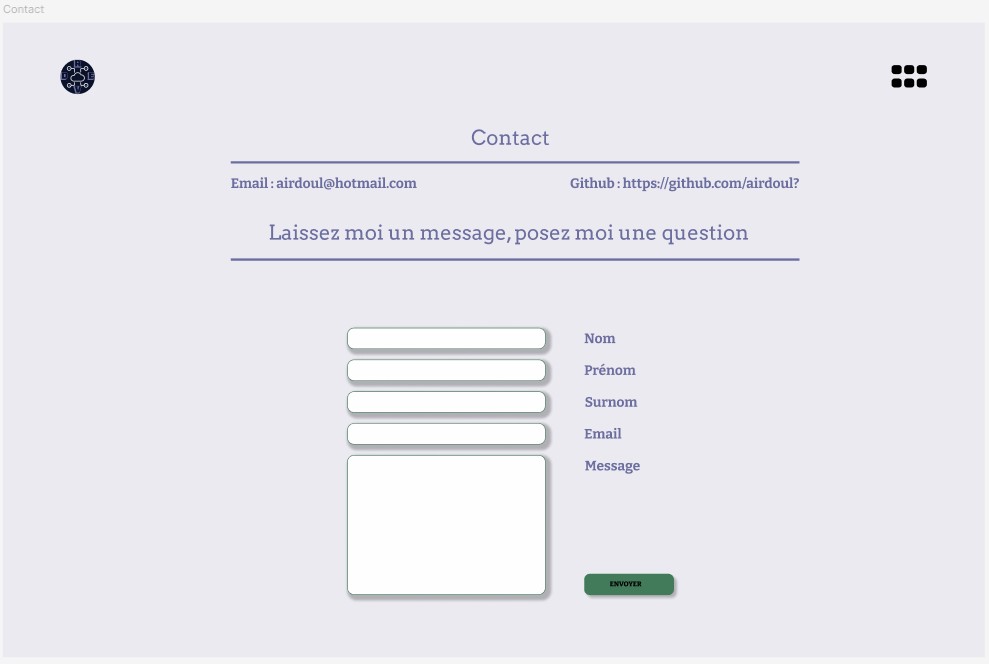 Contact
Contact
Email : airdoul@hotmail.com
Github : https://github.com/airdoul?
Laissez moi un message, posez moi une question
Nom
Prénom
Surnom
Email
Message
ENVOYER